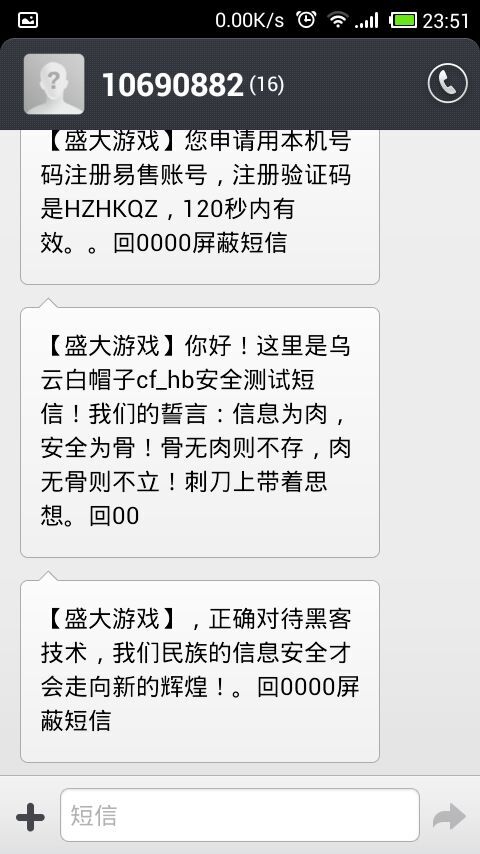 0.00K/s 23:51
10690882 (16)
【盛大游戏】您申请用本机号
码注册易售账号，注册验证码
是HZHKQZ，120秒内有
效。。回0000屏蔽短信
【盛大游戏】你好！这里是乌
云白帽子cf_hb安全测试短
信！我们的誓言：信息为肉，
安全为骨！骨无肉则不存，肉
无骨则不立！刺刀上带着思
想。回00
【盛大游戏】，正确对待黑客
技术，我们民族的信息安全才
会走向新的辉煌！。回0000屏
蔽短信
短信